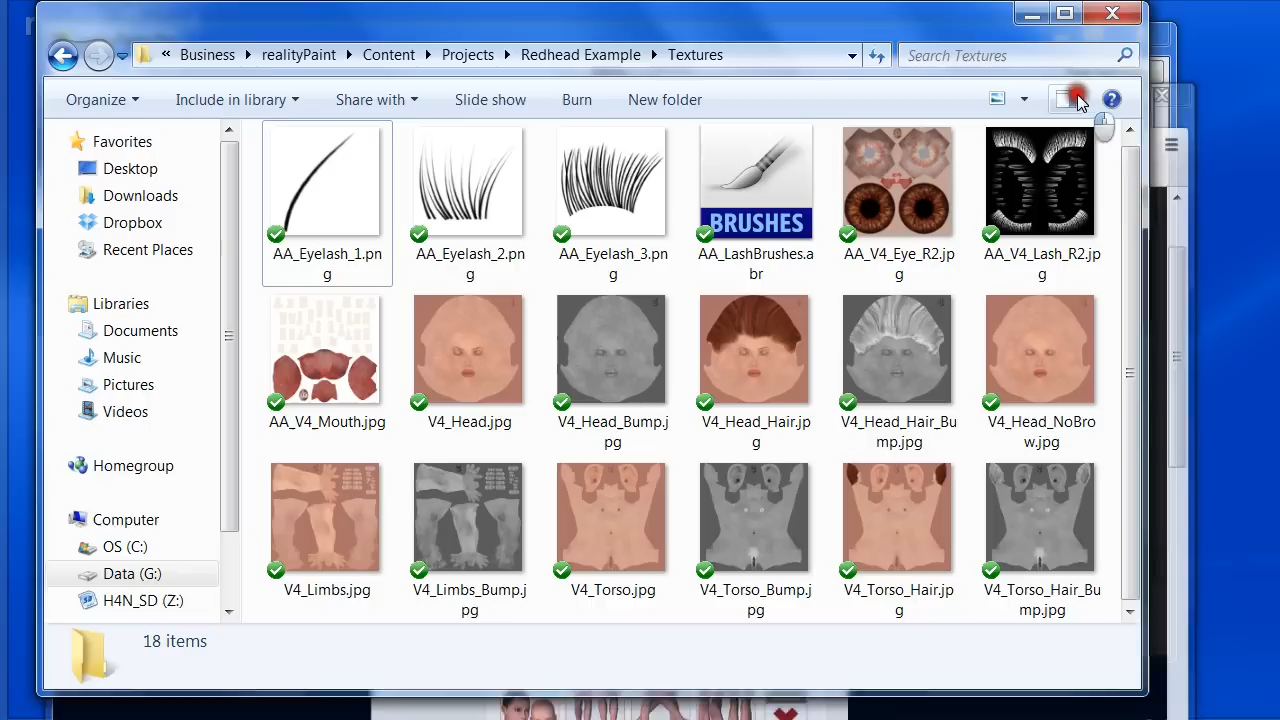 « Business realityPaint Content Projects Redhead Example Textures
Search Textures
Organize Include in library Share with Slide show Burn New folder
Favorites
Desktop
Downloads
Dropbox
Recent Places
Libraries
Documents
Music
Pictures
Videos
Homegroup
Computer
OS (C:)
Data (G:)
H4N_SD (Z:)
BRUSHES
AA_Eyelash_1.pn
g
AA_Eyelash_2.pn
g
AA_Eyelash_3.pn
g
AA_LashBrushes.a
br
AA_V4_Eye_R2.jp
g
AA_V4_Lash_R2.jp
g
AA_V4_Mouth.jpg
V4_Head.jpg
V4_Head_Bump.j
pg
V4_Head_Hair.jp
g
V4_Head_Hair_Bu
mp.jpg
V4_Head_NoBro
w.jpg
V4_Limbs.jpg
V4_Limbs_Bump.j
pg
V4_Torso.jpg
V4_Torso_Bump.j
pg
V4_Torso_Hair.jp
g
V4_Torso_Hair_Bu
mp.jpg
18 items